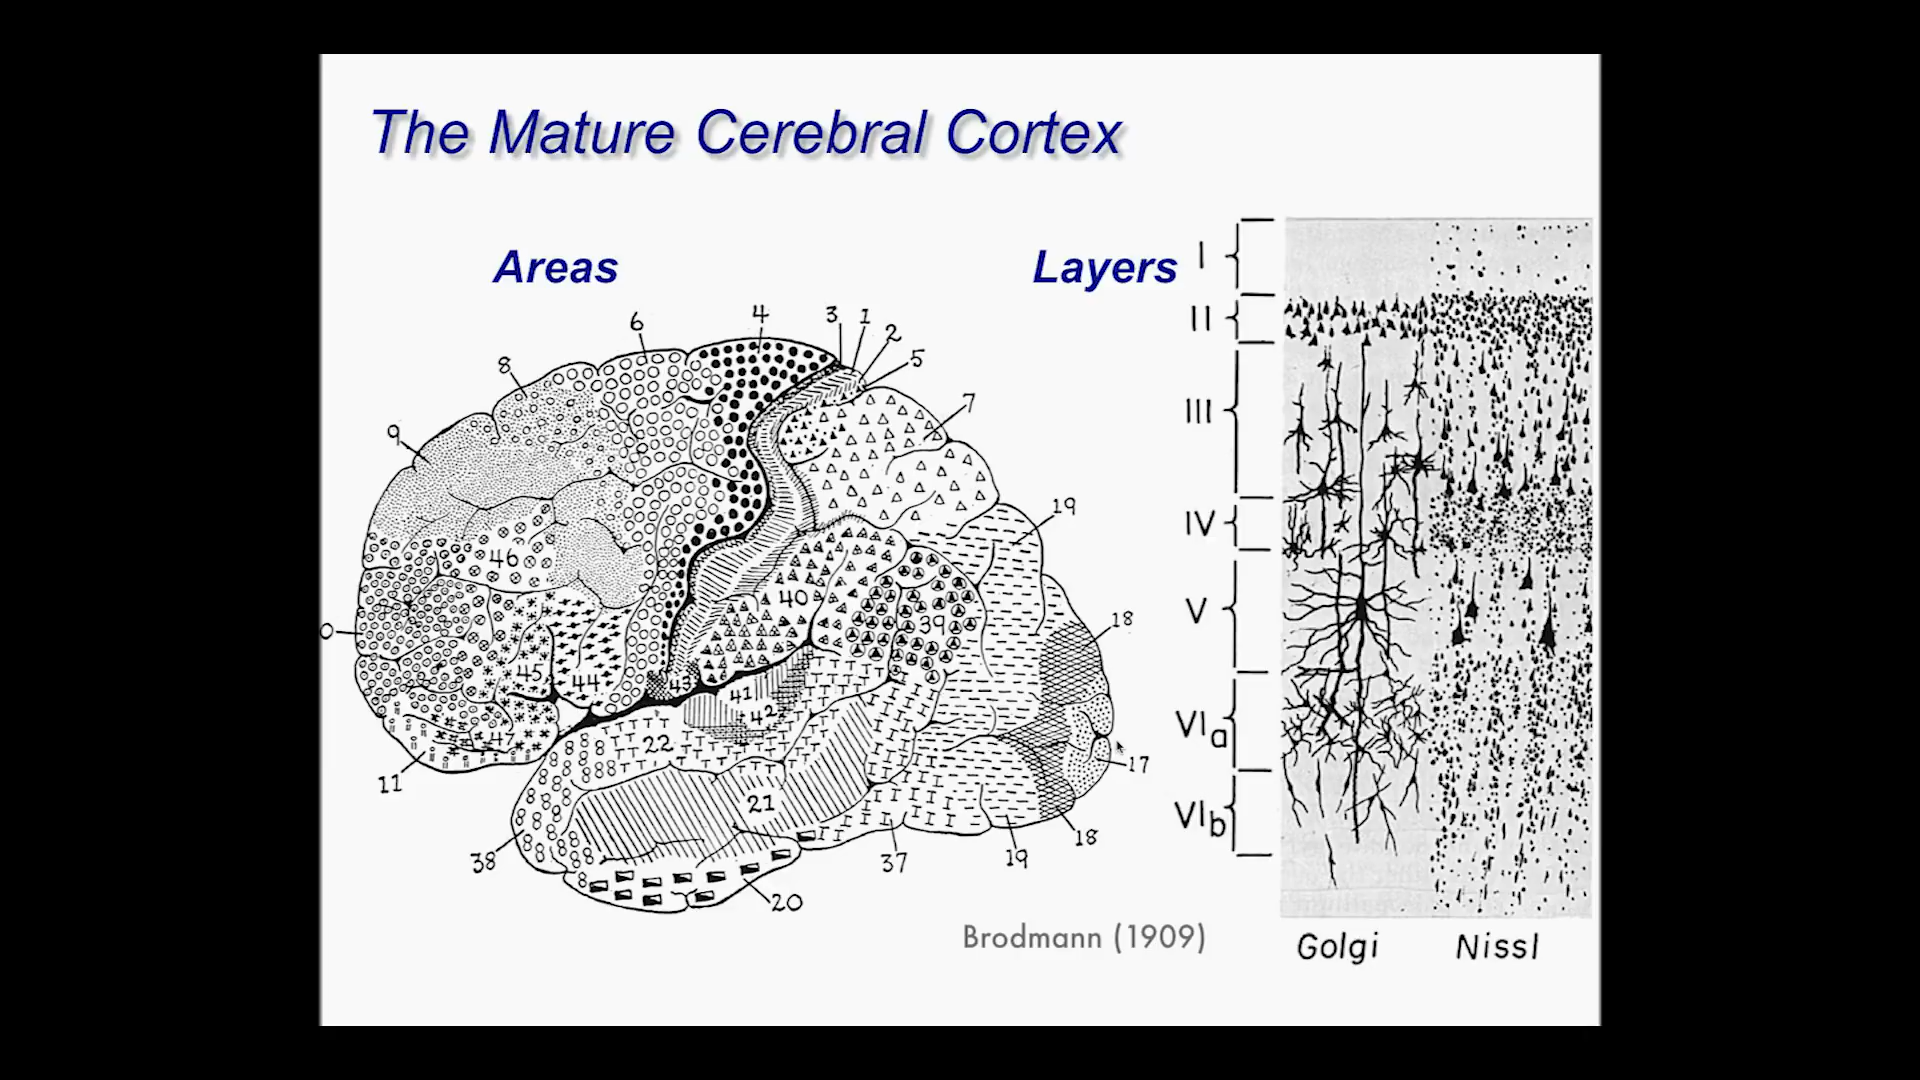 The Mature Cerebral Cortex
Areas
Layers
I
II
III
IV
V
VIa
VIb
6
4
3
1
2
5
8
7
9
19
46
40
39
18
0
45
44
43
41
42
47
22
11
17
21
38
37
19
18
20
Brodmann (1909)
Golgi
Nissl